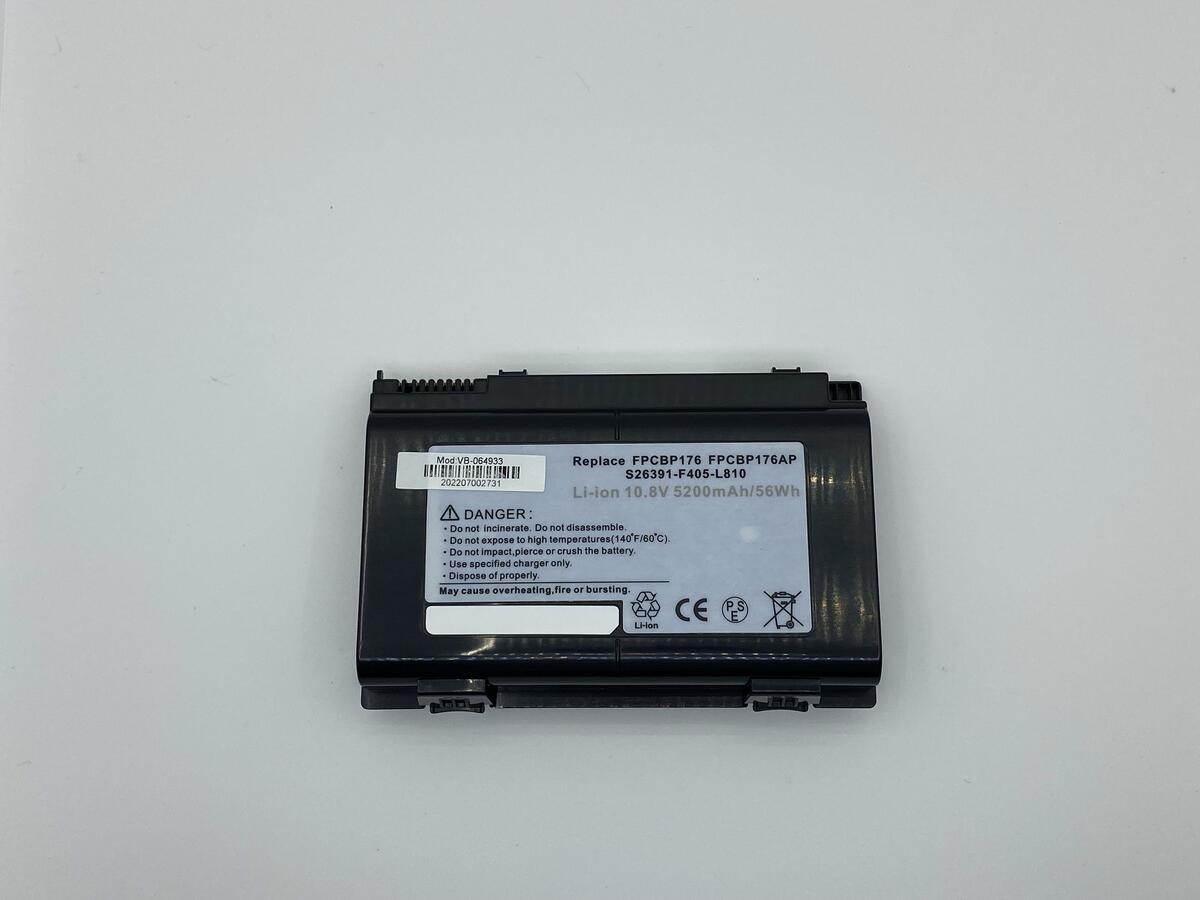 Mod:VB-064933
202207002731
Replace FPCBP176 FPCBP176AP
S26391-F405-L810
Li-ion 10.8V 5200mAh/56Wh
DANGER:
• Do not incinerate. Do not disassemble.
• Do not expose to high temperatures(140°F/60°C).
• Do not impact,pierce or crush the battery.
• Use specified charger only.
• Dispose of properly.
May cause overheating,fire or bursting.
Li-ion
CE
PSE